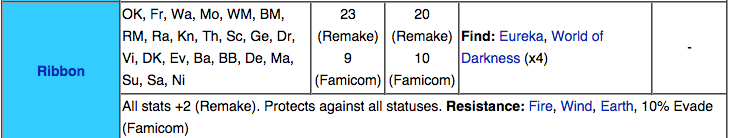 Ribbon
OK, Fr, Wa, Mo, WM, BM,
RM, Ra, Kn, Th, Sc, Ge, Dr,
Vi, DK, Ev, Ba, BB, De, Ma,
Su, Sa, Ni
23
(Remake)
9
(Famicom)
20
(Remake)
10
(Famicom)
Find: Eureka, World of
Darkness (x4)
-
All stats +2 (Remake). Protects against all statuses. Resistance: Fire, Wind, Earth, 10% Evade
(Famicom)